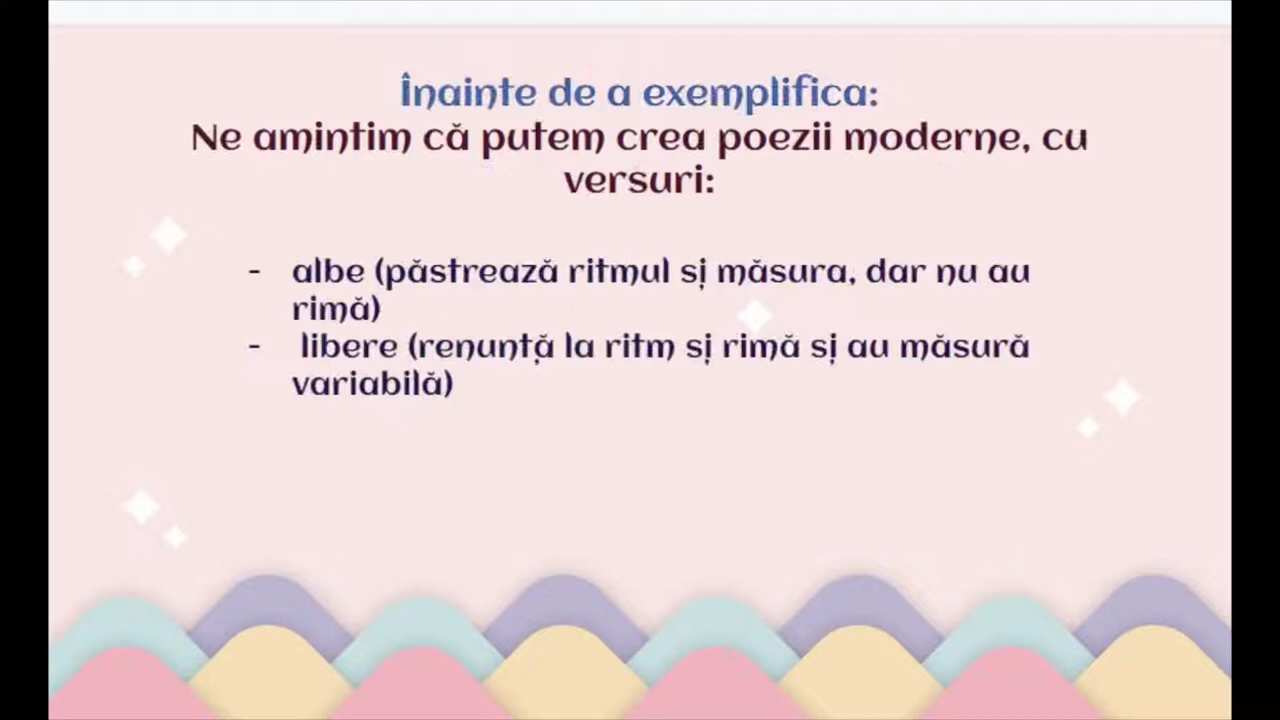 Înainte de a exemplifica:
Ne amintim că putem crea poezii moderne, cu
versuri:
- albe (păstrează ritmul și măsura, dar nu au
rimă)
- libere (renunță la ritm și rimă și au măsură
variabilă)